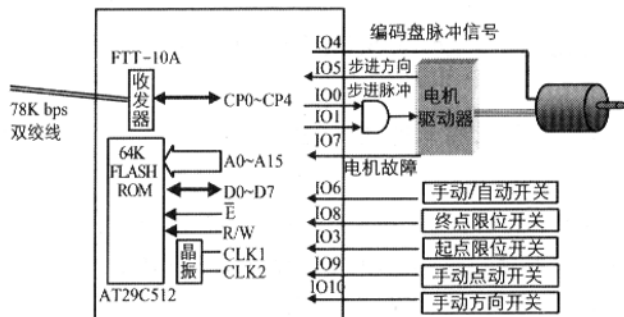 FTT-10A
收发器
78K bps
双绞线
CP0~CP4
64K
FLASH
ROM
A0~A15
D0~D7
E
R/W
晶振
CLK1
CLK2
AT29C512
IO4
编码盘脉冲信号
IO5
步进方向
IO0
步进脉冲
IO1
IO7
电机故障
电机
驱动器
IO6
手动/自动开关
IO8
终点限位开关
IO3
起点限位开关
IO9
手动点动开关
IO10
手动方向开关